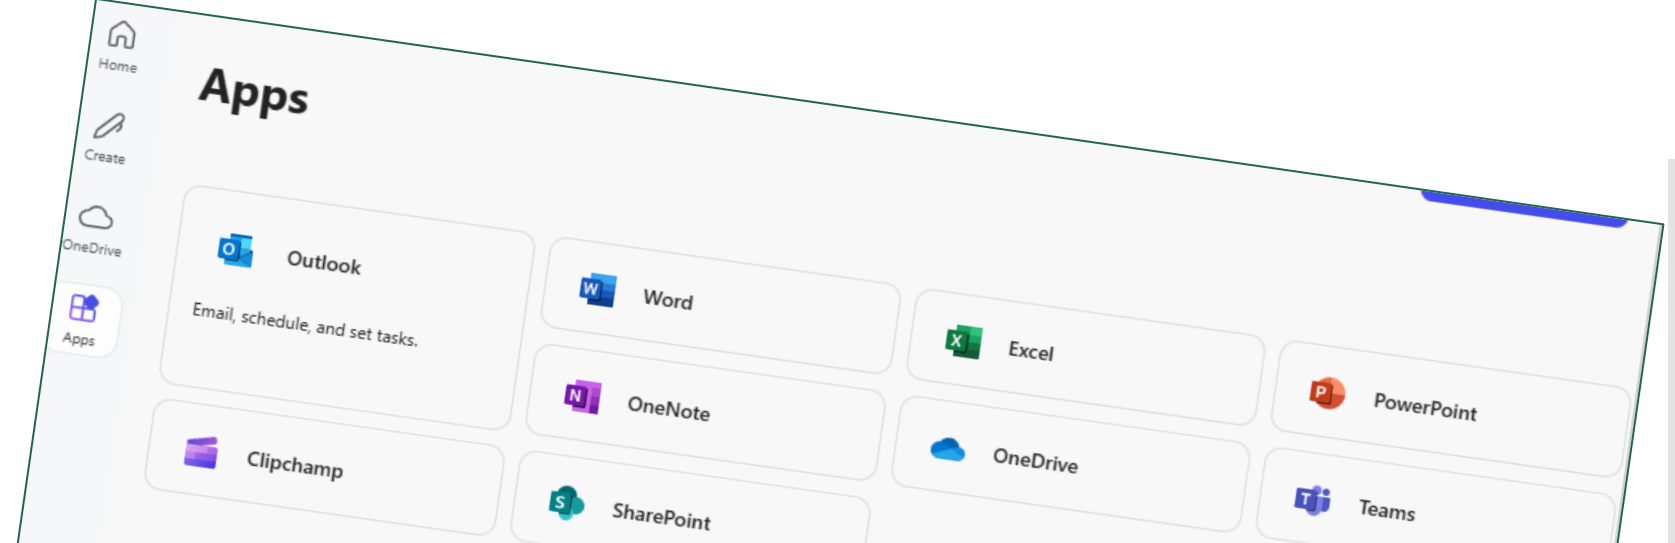 Home
Create
OneDrive
Apps
Apps
Outlook
Email, schedule, and set tasks.
Word
Excel
PowerPoint
OneNote
OneDrive
Teams
Clipchamp
SharePoint